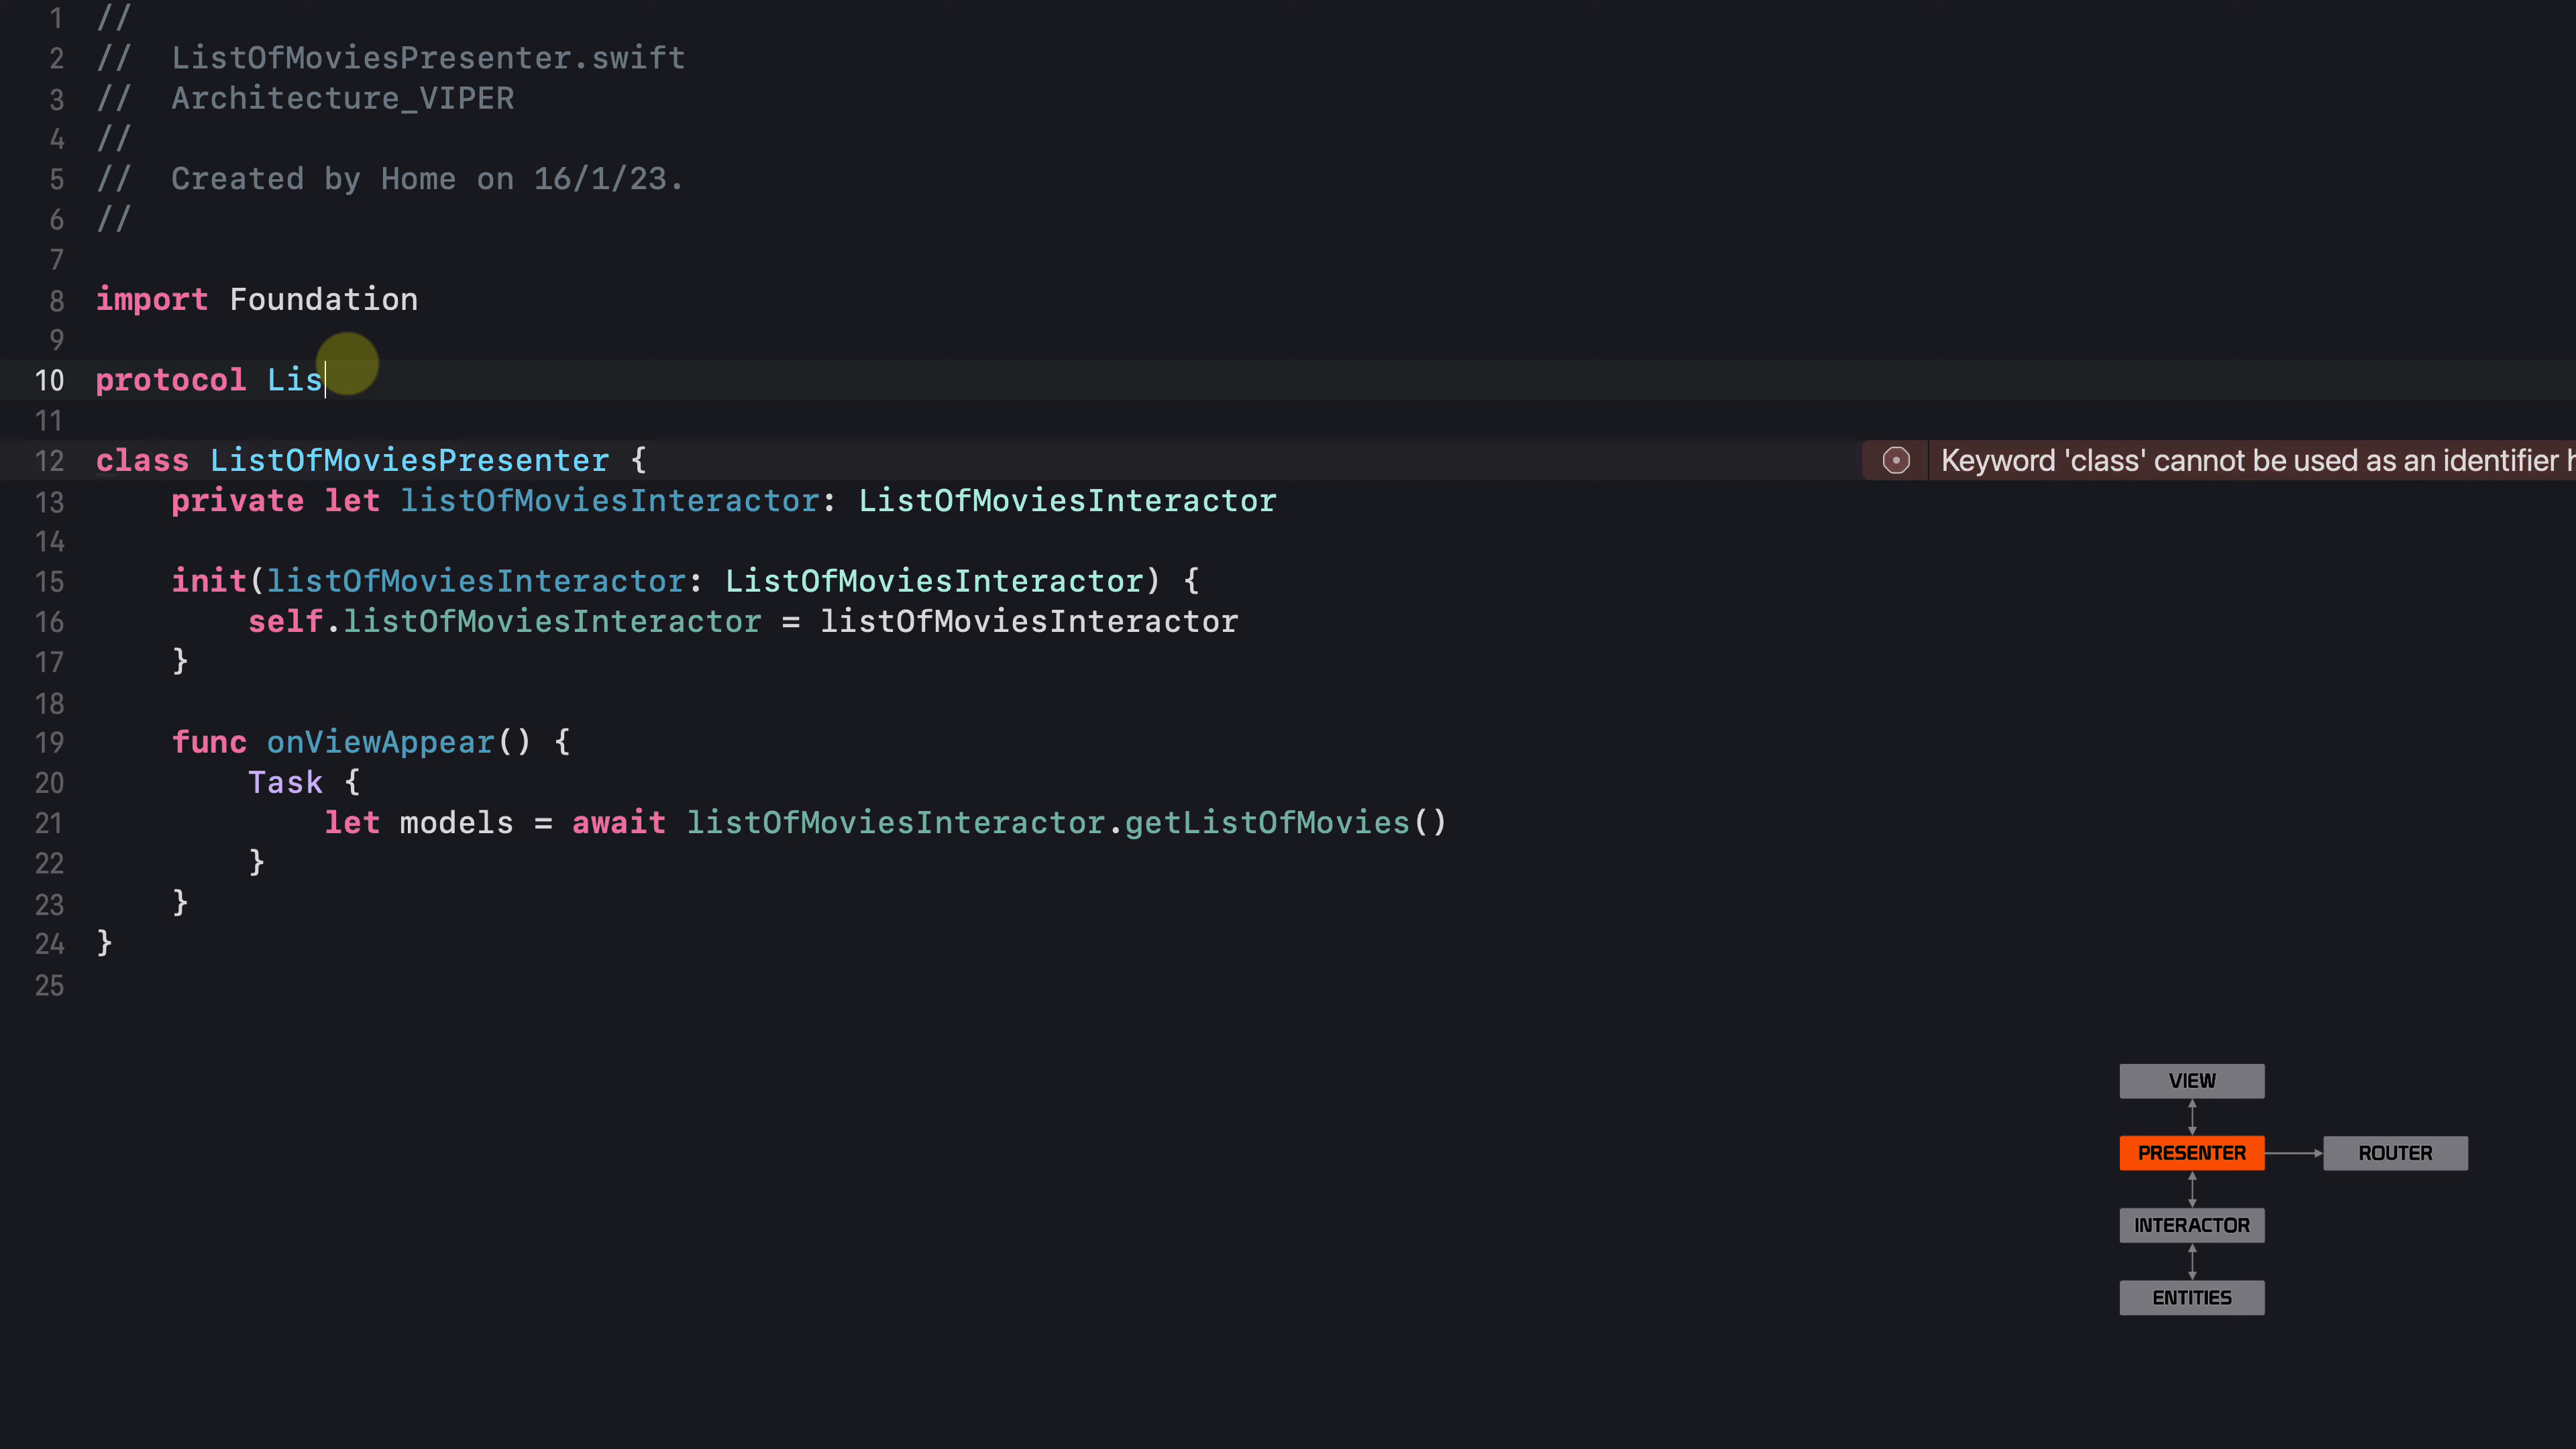 1 //
2 //  ListOfMoviesPresenter.swift
3 //  Architecture_VIPER
4 //
5 //  Created by Home on 16/1/23.
6 //
7
8 import Foundation
9
10 protocol Lis
11
12 class ListOfMoviesPresenter { Keyword 'class' cannot be used as an identifier
13     private let listOfMoviesInteractor: ListOfMoviesInteractor
14
15     init(listOfMoviesInteractor: ListOfMoviesInteractor) {
16         self.listOfMoviesInteractor = listOfMoviesInteractor
17     }
18
19     func onViewAppear() {
20         Task {
21             let models = await listOfMoviesInteractor.getListOfMovies()
22         }
23     }
24 }
25
VIEW
PRESENTER ROUTER
INTERACTOR
ENTITIES